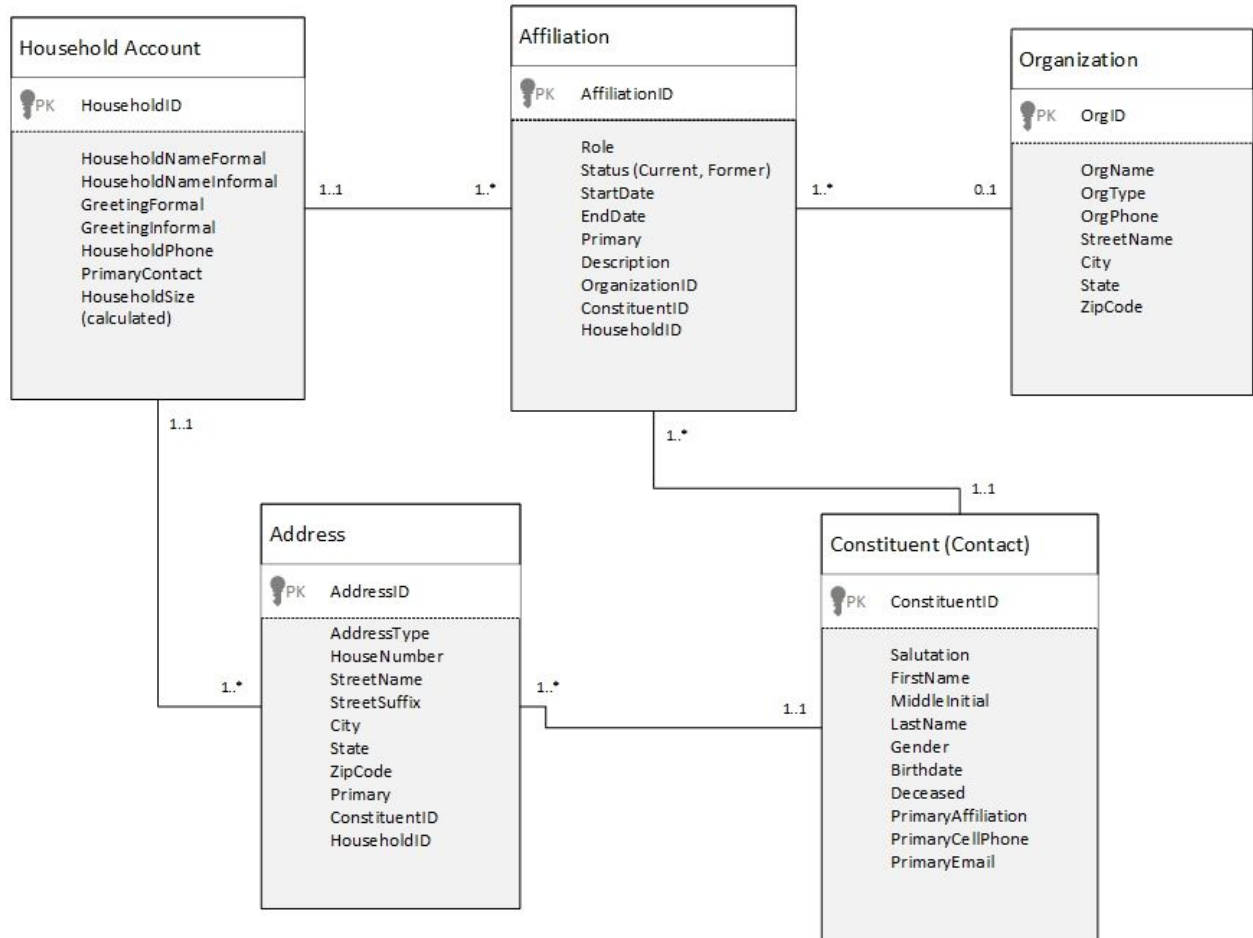 Household Account
PK HouseholdID
HouseholdNameFormal
HouseholdNameInformal
GreetingFormal
GreetingInformal
HouseholdPhone
PrimaryContact
HouseholdSize
(calculated)
1..1
1..*
Affiliation
PK AffiliationID
Role
Status (Current, Former)
StartDate
EndDate
Primary
Description
OrganizationID
ConstituentID
HouseholdID
1..*
0..1
Organization
PK OrgID
OrgName
OrgType
OrgPhone
StreetName
City
State
ZipCode
1..1
1..*
1..*
1..1
Address
PK AddressID
AddressType
HouseNumber
StreetName
StreetSuffix
City
State
ZipCode
Primary
ConstituentID
HouseholdID
1..*
1..1
Constituent (Contact)
PK ConstituentID
Salutation
FirstName
MiddleInitial
LastName
Gender
Birthdate
Deceased
PrimaryAffiliation
PrimaryCellPhone
PrimaryEmail